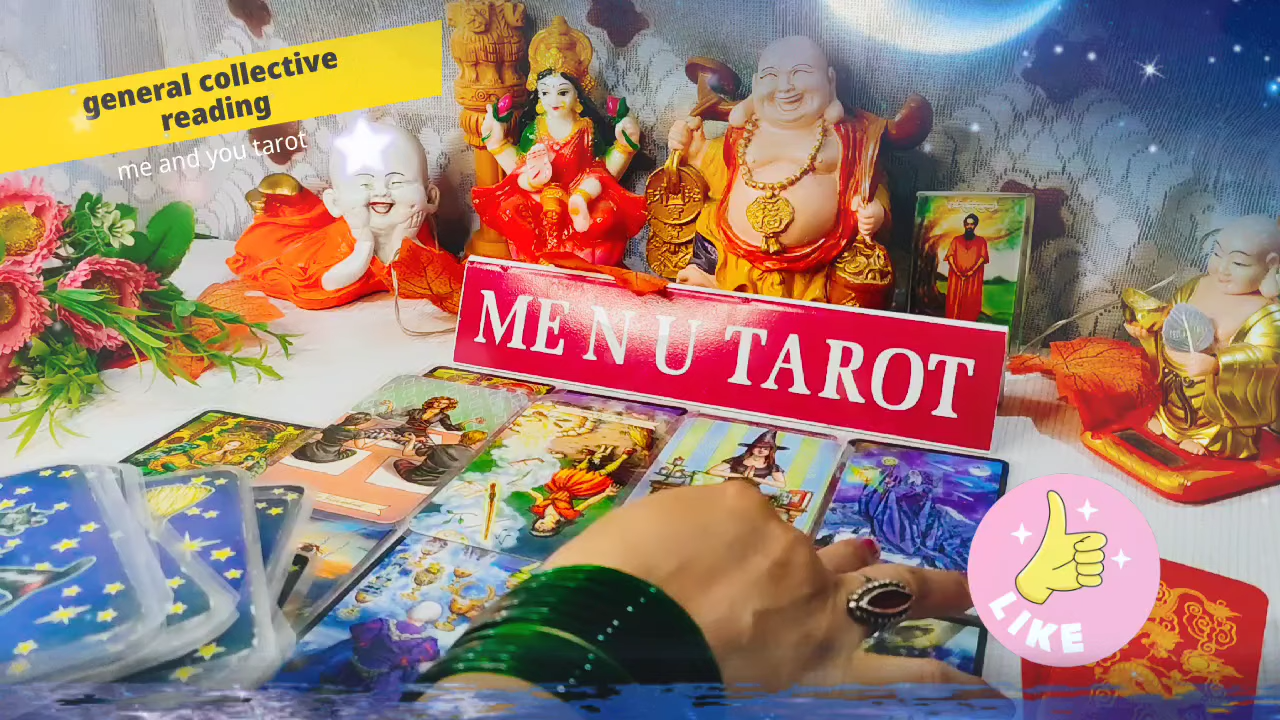 general collective
reading
me and you tarot
ME N U TAROT
LIKE